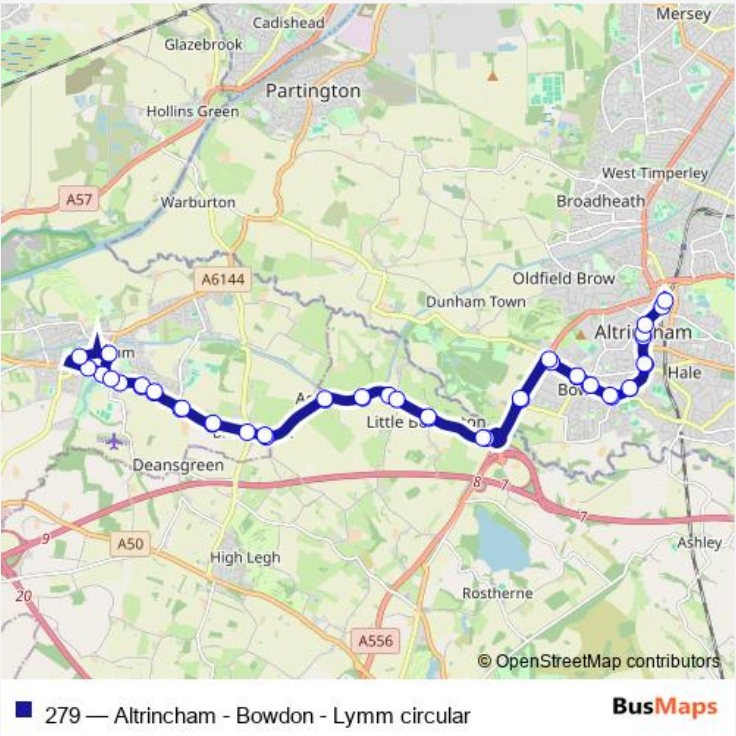 Mersey
Cadishead
Glazebrook
Partington
Hollins Green
West Timperley
A57
Warburton
Broadheath
A6144
Oldfield Brow
Dunham Town
Hale
Little
Deansgreen
8
7
7
9
A50
Ashley
High Legh
20
Rostherne
A556
© OpenStreetMap contributors
279 — Altrincham - Bowdon - Lymm circular
BusMaps